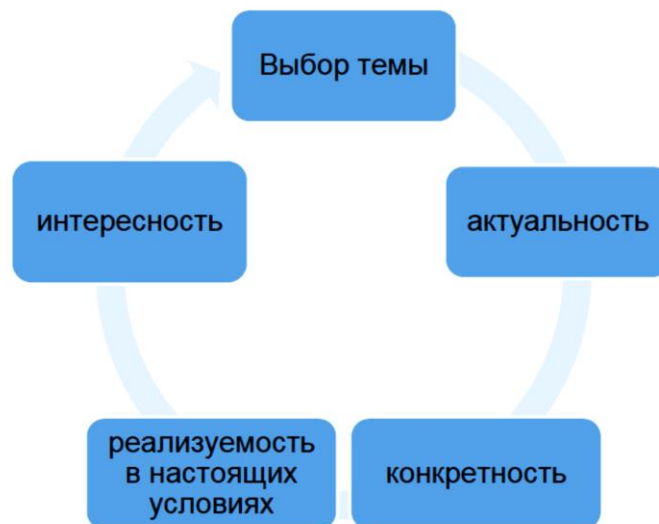 Выбор темы
актуальность
конкретность
реализуемость
в настоящих
условиях
интересность